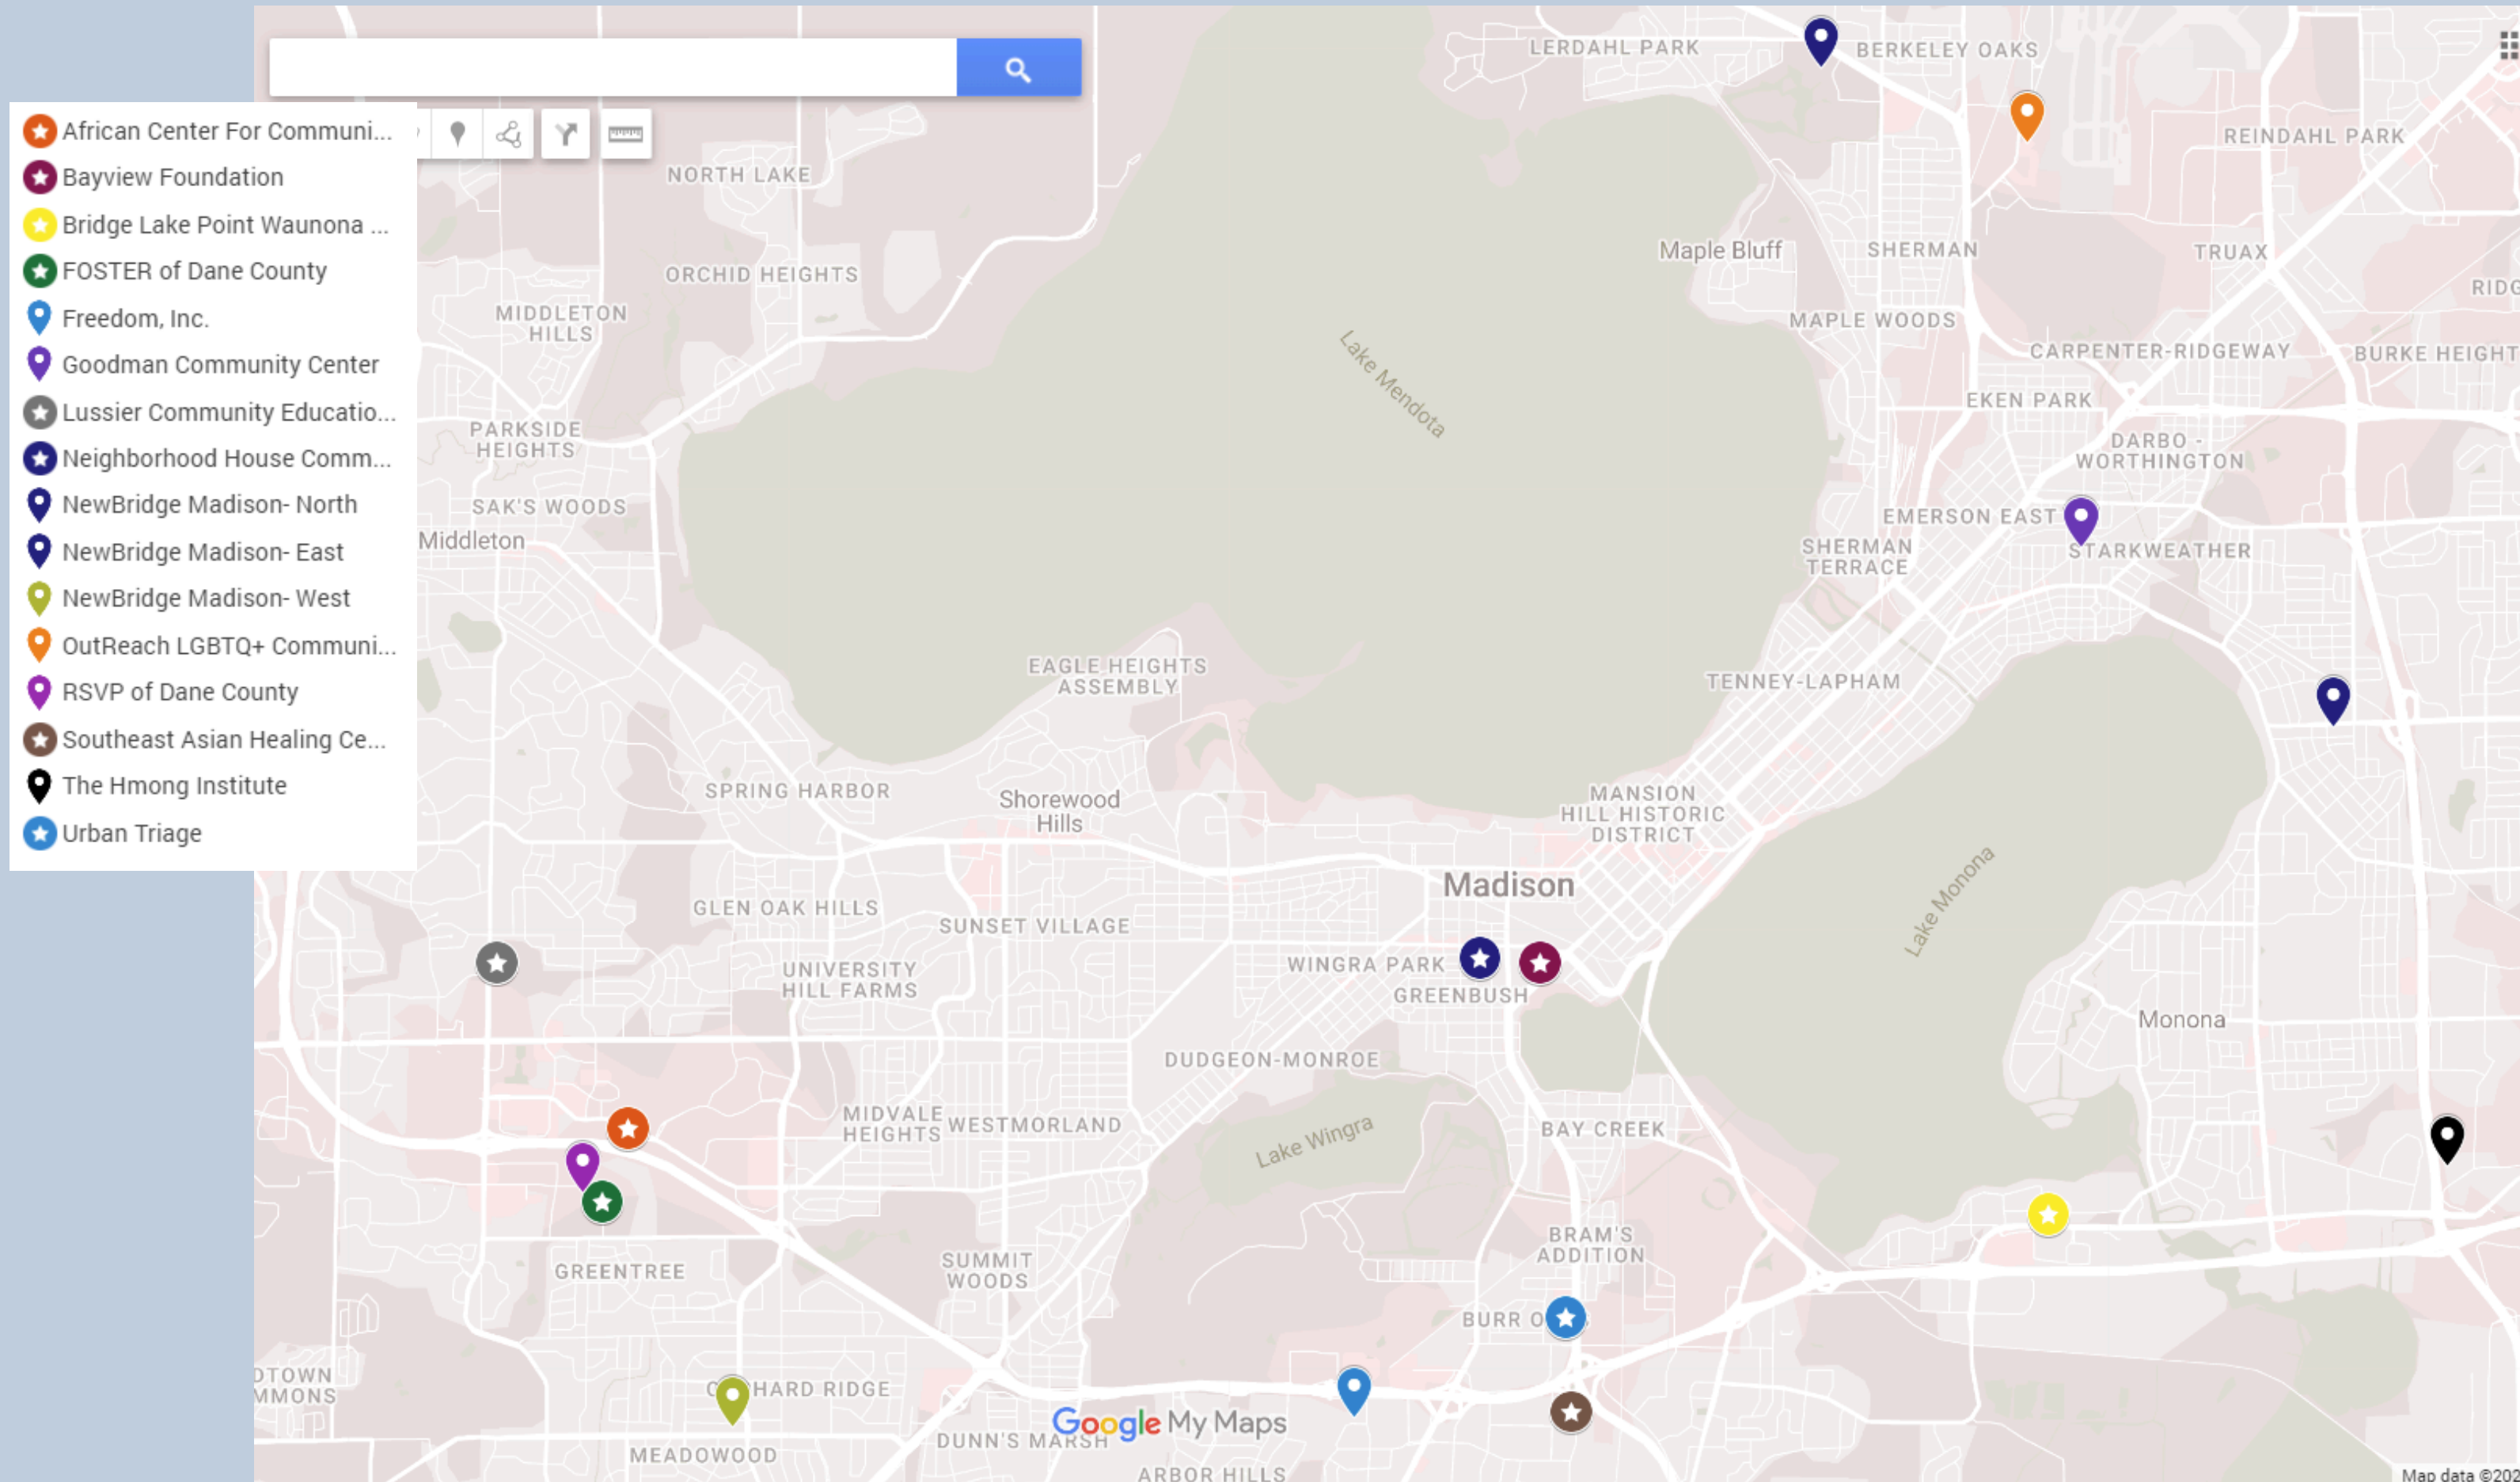 African Center For Communi...
Bayview Foundation
Bridge Lake Point Waunona ...
FOSTER of Dane County
Freedom, Inc.
Goodman Community Center
Lussier Community Educatio...
Neighborhood House Comm...
NewBridge Madison- North
NewBridge Madison- East
NewBridge Madison- West
OutReach LGBTQ+ Communi...
RSVP of Dane County
Southeast Asian Healing Ce...
The Hmong Institute
Urban Triage
LERDAHL PARK
BERKELEY OAKS
REINDAHL PARK
NORTH LAKE
ORCHID HEIGHTS
Maple Bluff
SHERMAN
TRUAX
RIDG
MIDDLETON
HILLS
MAPLE WOODS
Lake Mendota
CARPENTER-RIDGEWAY
BURKE HEIGHT
EKEN PARK
PARKSIDE
HEIGHTS
DARBO -
WORTHINGTON
SAK'S WOODS
Middleton
EMERSON EAST
STARKWEATHER
SHERMAN
TERRACE
EAGLE HEIGHTS
ASSEMBLY
TENNEY-LAPHAM
SPRING HARBOR
Shorewood
Hills
MANSION
HILL HISTORIC
DISTRICT
Madison
Lake Monona
GLEN OAK HILLS
SUNSET VILLAGE
UNIVERSITY
HILL FARMS
WINGRA PARK
GREENBUSH
Monona
DUDGEON-MONROE
MIDVALE
HEIGHTS
WESTMORLAND
Lake Wingra
BAY CREEK
BRAM'S
ADDITION
GREENTREE
SUMMIT
WOODS
BURR O
DTOWN
MMONS
HARD RIDGE
Google My Maps
DUNN'S MARSH
MEADOWOOD
ARBOR HILLS
Map data ©202